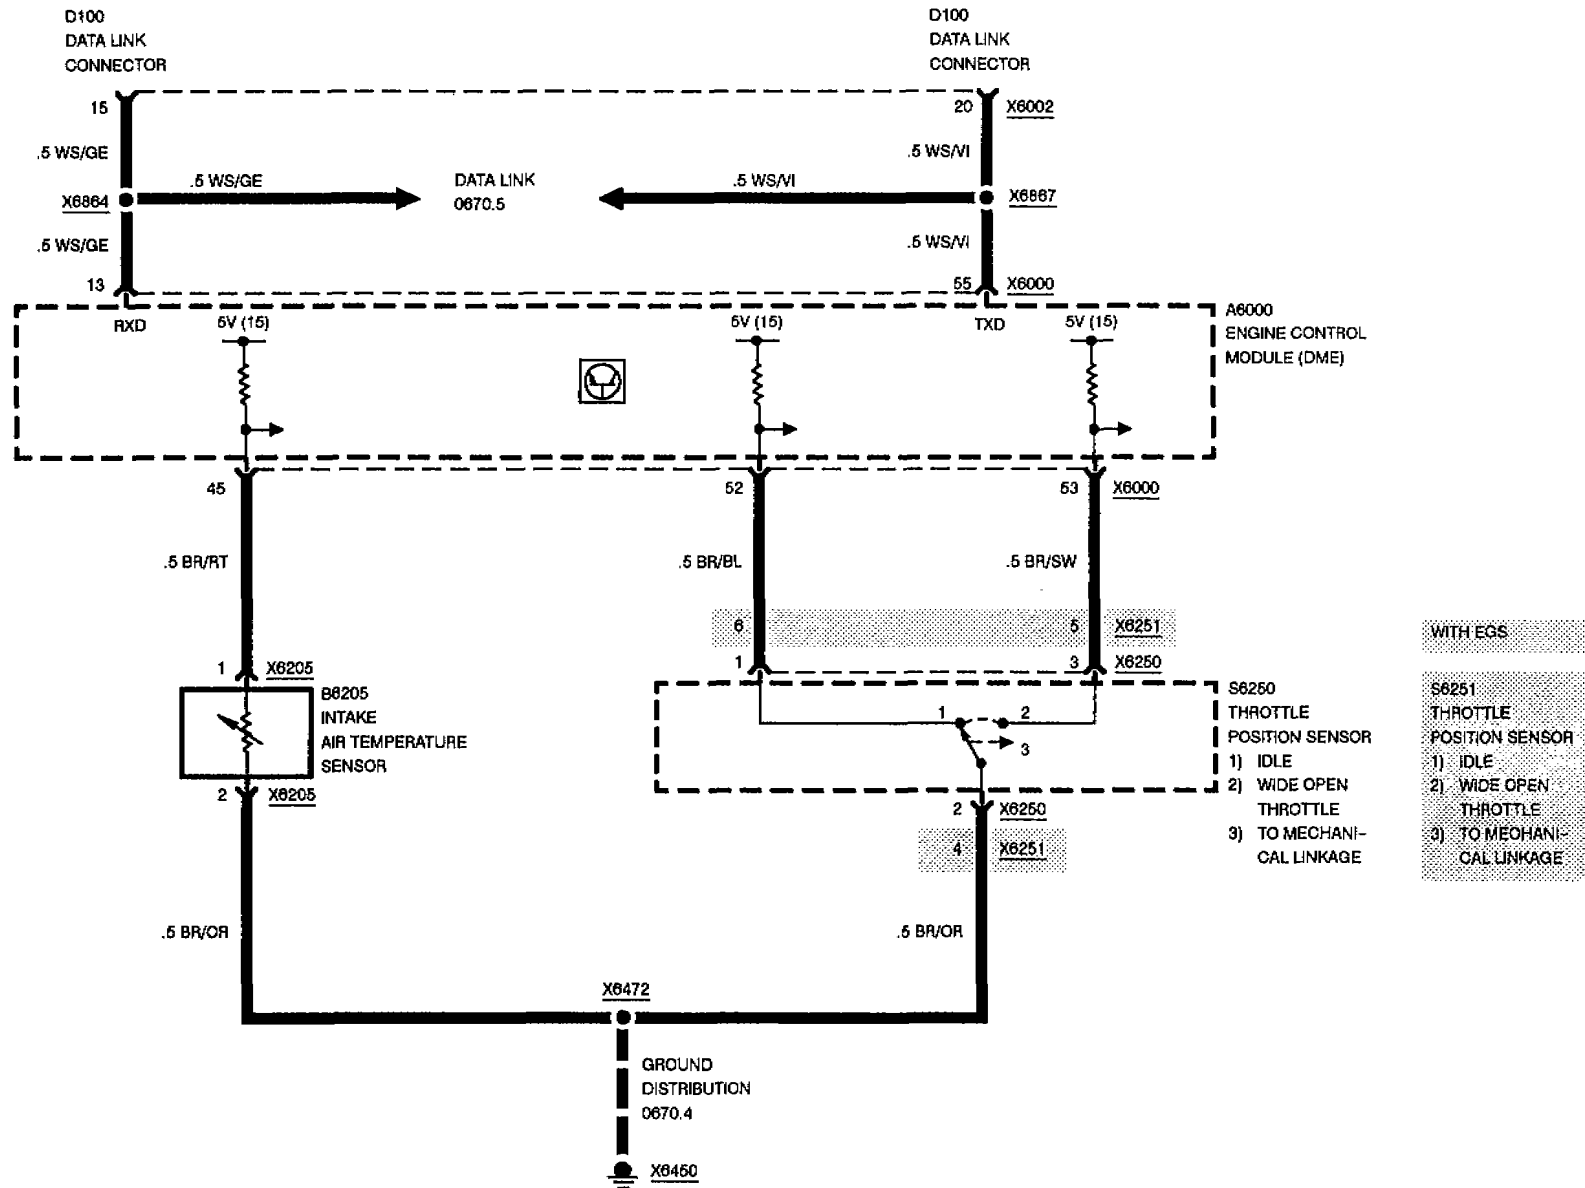 D100
DATA LINK
CONNECTOR
D100
DATA LINK
CONNECTOR
15
20
X6002
.5 WS/GE
.5 WS/VI
.5 WS/GE
DATA LINK
0670.5
.5 WS/VI
X6864
X6867
.5 WS/GE
.5 WS/VI
13
55
X6000
RXD
5V (15)
5V (15)
TXD
5V (15)
A6000
ENGINE CONTROL
MODULE (DME)
45
52
53
X6000
.5 BR/RT
.5 BR/BL
.5 BR/SW
6
5
X6251
1
X6205
1
3
X6250
WITH EGS
B6205
INTAKE
AIR TEMPERATURE
SENSOR
1
2
3
S6250
THROTTLE
POSITION SENSOR
1) IDLE
2) WIDE OPEN
THROTTLE
3) TO MECHANI-
CAL LINKAGE
S6251
THROTTLE
POSITION SENSOR
1) IDLE
2) WIDE OPEN
THROTTLE
3) TO MECHANI-
CAL LINKAGE
2
X6205
2
X6250
4
X6251
.5 BR/OR
.5 BR/OR
X6472
GROUND
DISTRIBUTION
0670.4
X6460